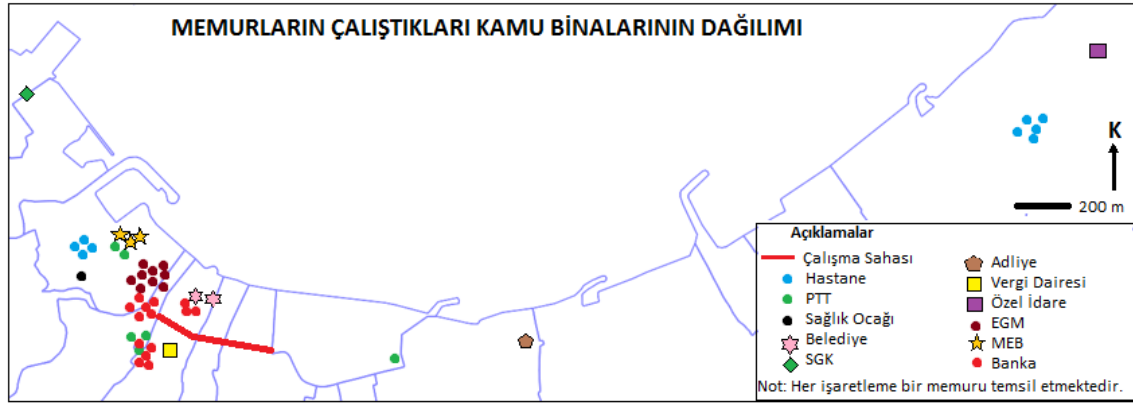 MEMURLARIN ÇALIŞTIKLARI KAMU BİNALARININ DAĞILIMI
K
200 m
Açıklamalar
Çalışma Sahası
Hastane
PTT
Sağlık Ocağı
Belediye
SGK
Adliye
Vergi Dairesi
Özel İdare
EGM
MEB
Banka
Not: Her işaretleme bir memuru temsil etmektedir.